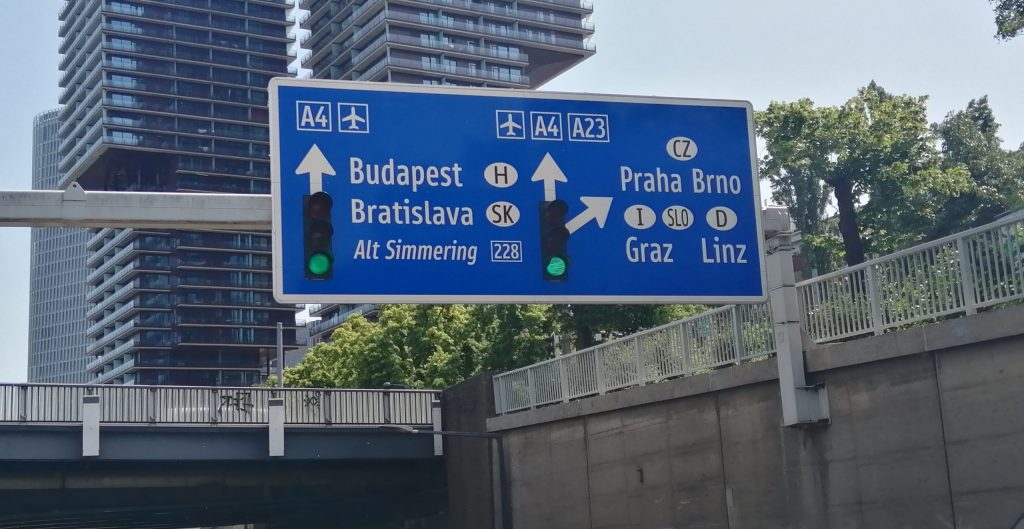 A4
Budapest H
Bratislava SK
Alt Simmering 228
A4 A23
CZ
Praha Brno
I SLO D
Graz Linz